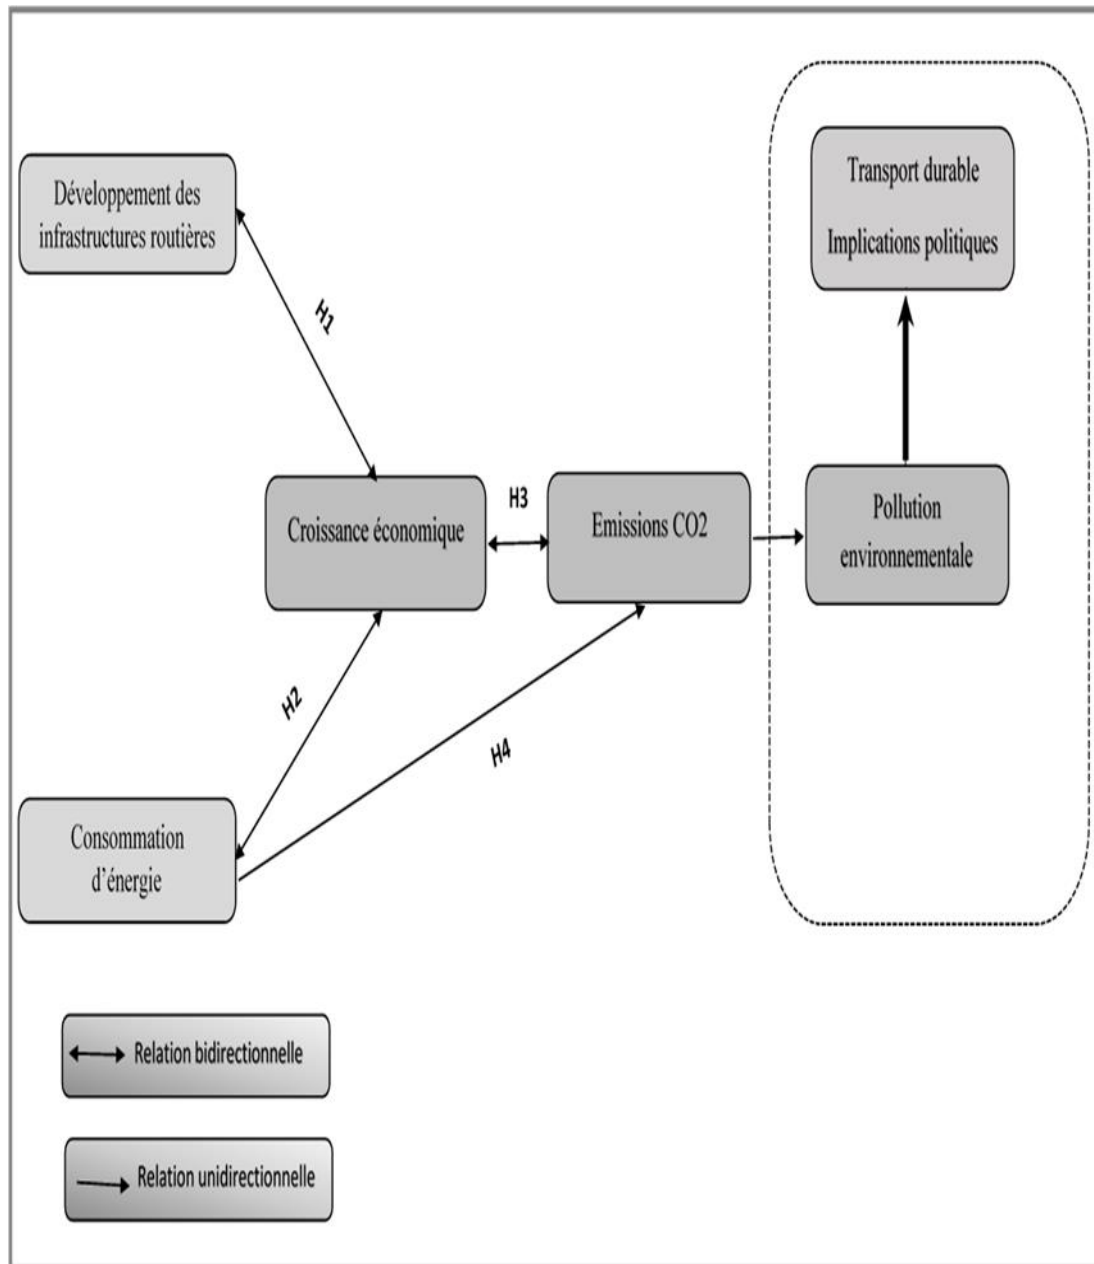 Transport durable
Implications politiques
Développement des
infrastructures routières
H1
Croissance économique
H3
Emissions CO2
Pollution
environnementale
H2
H4
Consommation
d’énergie
Relation bidirectionnelle
Relation unidirectionnelle